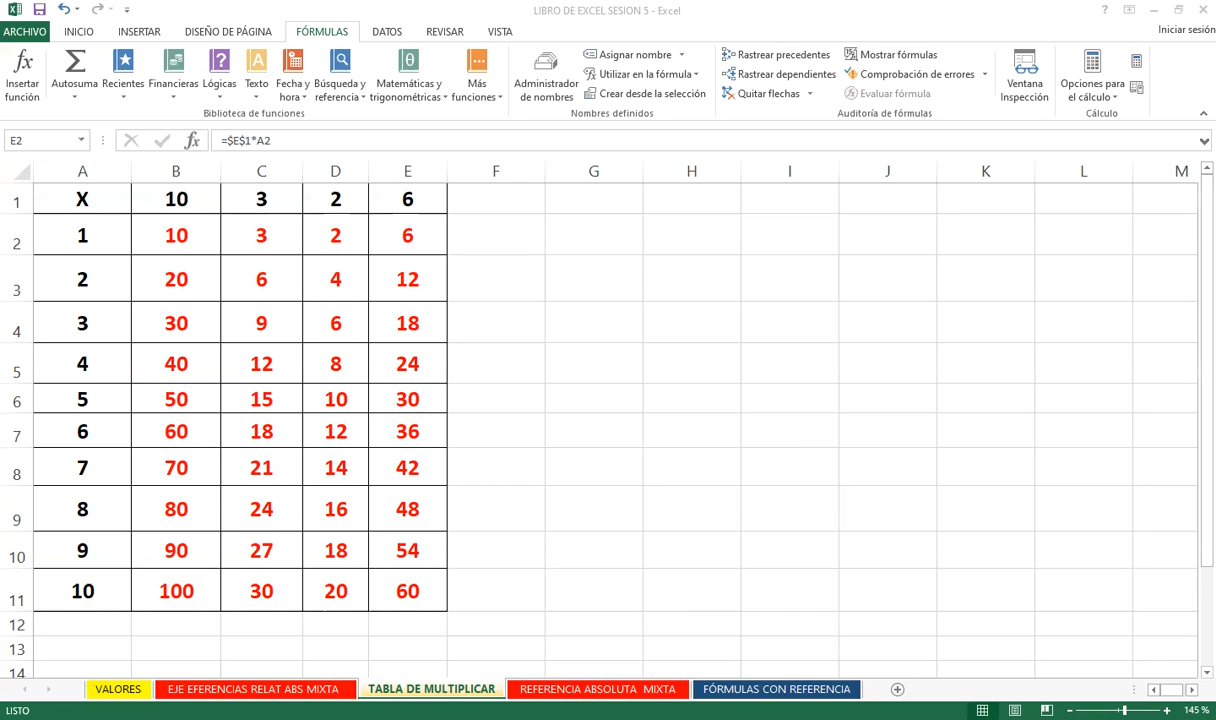 LIBRO DE EXCEL SESION 5 - Excel
ARCHIVO INICIO INSERTAR DISEÑO DE PÁGINA FÓRMULAS DATOS REVISAR VISTA Iniciar sesión
Insertar función
Autosuma
Recientes
Financieras
Lógicas
Texto
Fecha y hora
Búsqueda y referencia
Matemáticas y trigonométricas
Más funciones
Biblioteca de funciones
Administrador de nombres
Asignar nombre
Utilizar en la fórmula
Crear desde la selección
Nombres definidos
Rastrear precedentes
Rastrear dependientes
Quitar flechas
Mostrar fórmulas
Comprobación de errores
Evaluar fórmula
Auditoría de fórmulas
Ventana Inspección
Opciones para el cálculo
Cálculo
E2 fx =$E$1*A2
A B C D E F G H I J K L M
1 X 10 3 2 6
2 1 10 3 2 6
3 2 20 6 4 12
4 3 30 9 6 18
5 4 40 12 8 24
6 5 50 15 10 30
7 6 60 18 12 36
8 7 70 21 14 42
9 8 80 24 16 48
10 9 90 27 18 54
11 10 100 30 20 60
12
13
14
VALORES EJE EFERENCIAS RELAT ABS MIXTA TABLA DE MULTIPLICAR REFERENCIA ABSOLUTA MIXTA FÓRMULAS CON REFERENCIA
LISTO 145 %